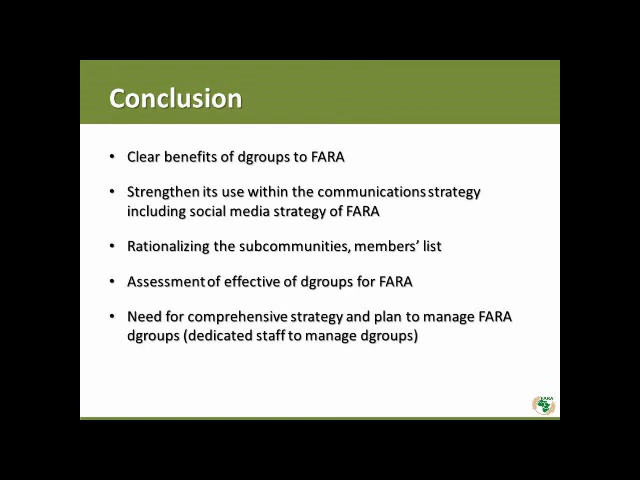 Conclusion
• Clear benefits of dgroups to FARA
• Strengthen its use within the communications strategy
including social media strategy of FARA
• Rationalizing the subcommunities, members' list
• Assessment of effective of dgroups for FARA
• Need for comprehensive strategy and plan to manage FARA
dgroups (dedicated staff to manage dgroups)
FARA